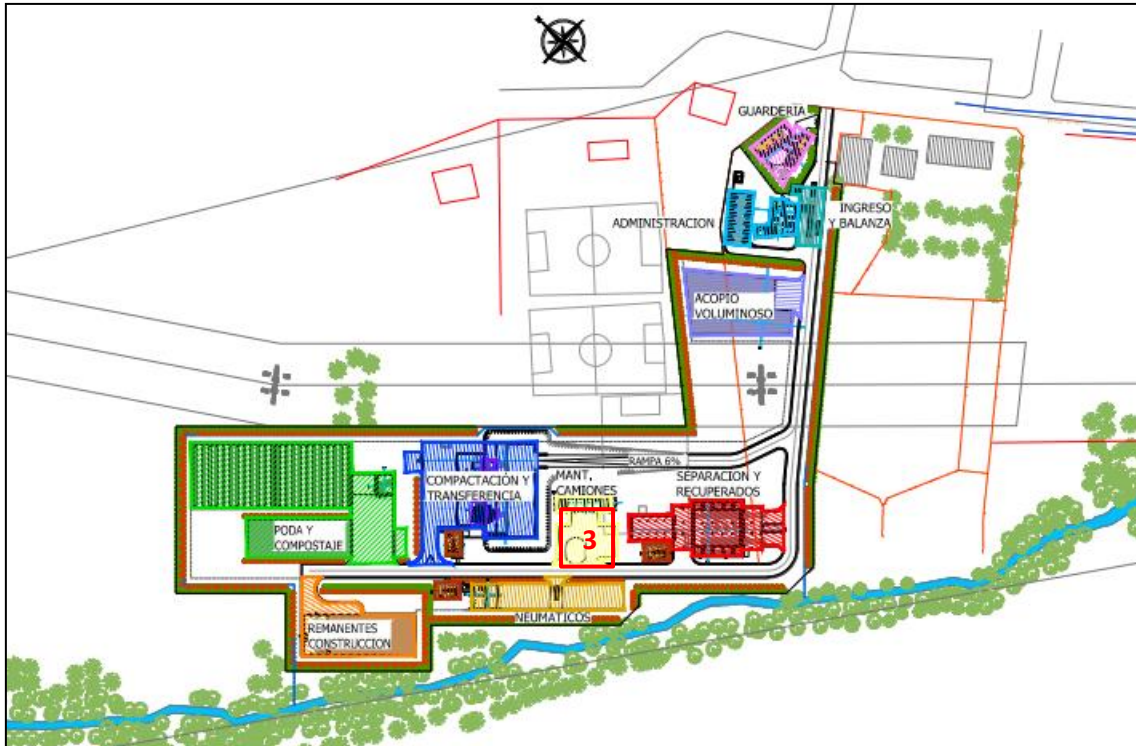 GUARDERIA
ADMINISTRACION
INGRESO
Y BALANZA
ACOPIO
VOLUMINOSO
RAMPA 6%
COMPACTACIÓN Y
TRANSFERENCIA
MANT.
CAMIONES
SEPARACION Y
RECUPERADOS
3
PODA Y
COMPOSTAJE
NEUMATICOS
REMANENTES
CONSTRUCCION